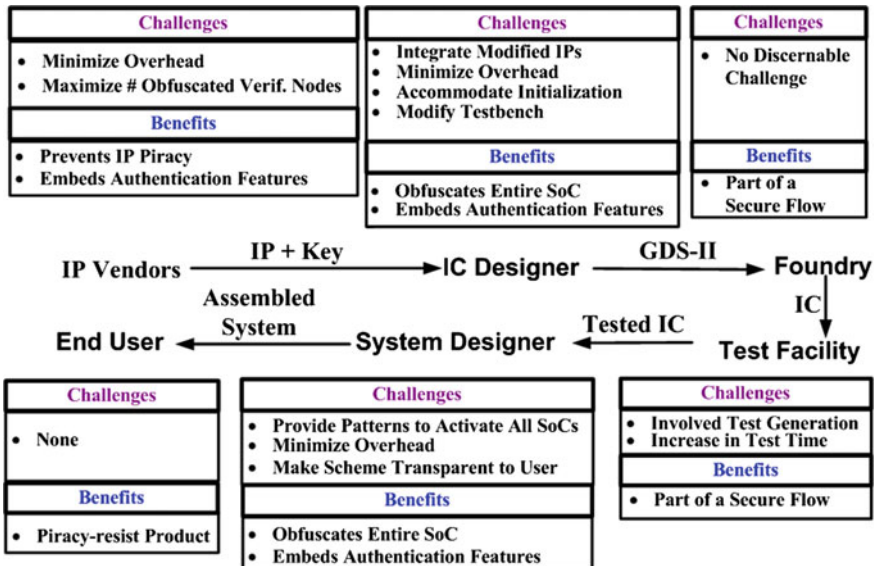 Challenges
• Minimize Overhead
• Maximize # Obfuscated Verif. Nodes
Benefits
• Prevents IP Piracy
• Embeds Authentication Features
Challenges
• Integrate Modified IPs
• Minimize Overhead
• Accommodate Initialization
• Modify Testbench
Benefits
• Obfuscates Entire SoC
• Embeds Authentication Features
Challenges
• No Discernable
Challenge
Benefits
• Part of a
Secure Flow
IP Vendors
IP + Key
IC Designer
GDS-II
Foundry
IC
Test Facility
Tested IC
System Designer
Assembled
System
End User
Challenges
• None
Benefits
• Piracy-resist Product
Challenges
• Provide Patterns to Activate All SoCs
• Minimize Overhead
• Make Scheme Transparent to User
Benefits
• Obfuscates Entire SoC
• Embeds Authentication Features
Challenges
• Involved Test Generation
• Increase in Test Time
Benefits
• Part of a Secure Flow